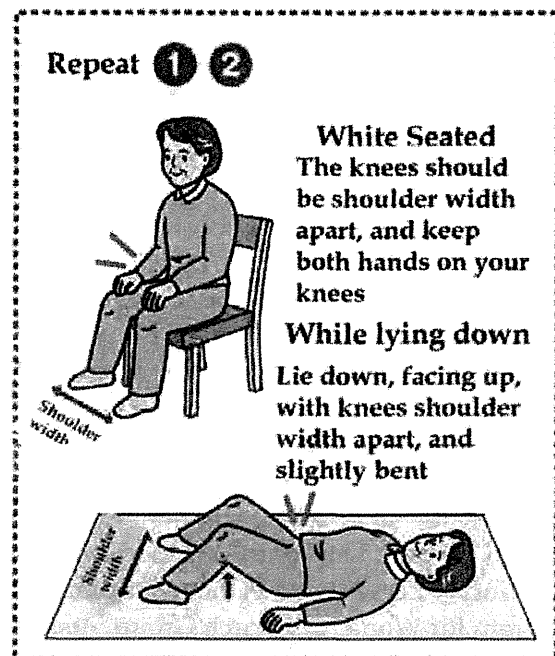 Repeat 1 2
White Seated
The knees should
be shoulder width
apart, and keep
both hands on your
knees
While lying down
Lie down, facing up,
with knees shoulder
width apart, and
slightly bent
Shoulder
width
Shoulder
width